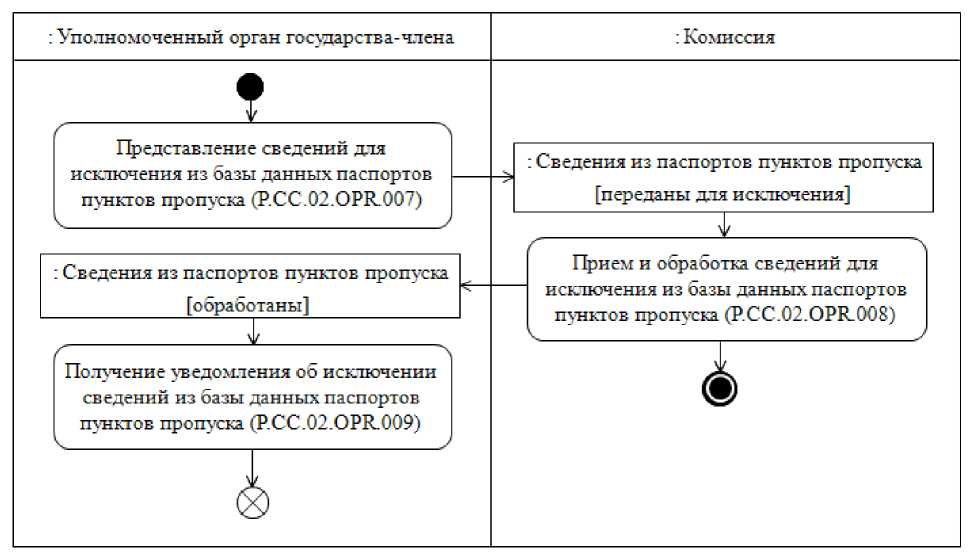 : Уполномоченный орган государства-члена
: Комиссия
Представление сведений для
исключения из базы данных паспортов
пунктов пропуска (P.CC.02.OPR.007)
: Сведения из паспортов пунктов пропуска
[переданы для исключения]
Прием и обработка сведений для
исключения из базы данных паспортов
пунктов пропуска (P.CC.02.OPR.008)
: Сведения из паспортов пунктов пропуска
[обработаны]
Получение уведомления об исключении
сведений из базы данных паспортов
пунктов пропуска (P.CC.02.OPR.009)